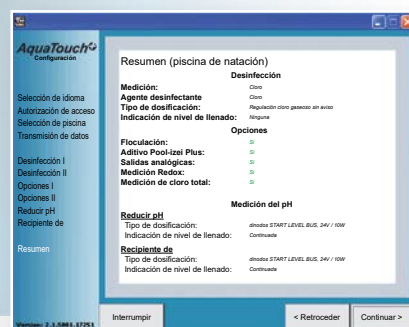 AquaTouch
Configuración
Selección de idioma
Autorización de acceso
Selección de piscina
Transmisión de datos
Desinfección I
Desinfección II
Opciones I
Opciones II
Reducir pH
Recipiente de
Resumen
Version: 2.1.5001.17251
Resumen (piscina de natación)
Desinfección
Medición: Cloro
Agente desinfectante Cloro
Tipo de dosificación: Regulación cloro gaseoso sin aviso
Indicación de nivel de llenado: Ninguna
Opciones
Floculación: Sí
Aditivo Pool-izei Plus: Sí
Salidas analógicas: Sí
Medición Redox: Sí
Medición de cloro total: Sí
Medición del pH
Reducir pH
Tipo de dosificación: dinodos START LEVEL BUS, 24V / 10W
Indicación de nivel de llenado: Continuada
Recipiente de
Tipo de dosificación: dinodos START LEVEL BUS, 24V / 10W
Indicación de nivel de llenado: Continuada
Interrumpir
< Retroceder
Continuar >